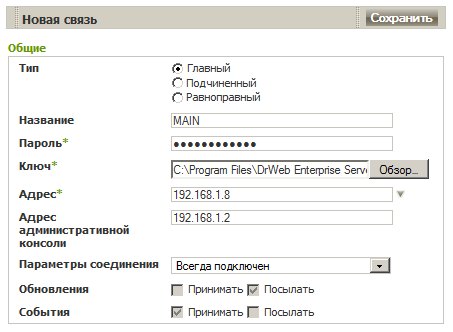 Новая связь
Сохранить
Общие
Тип
Главный
Подчиненный
Равноправный
Название
MAIN
Пароль*
●●●●●●●●●●●●
Ключ*
C:\Program Files\DrWeb Enterprise Serve
Обзор...
Адрес*
192.168.1.8
Адрес
административной
консоли
192.168.1.2
Параметры соединения
Всегда подключен
Обновления
Принимать
Посылать
События
Принимать
Посылать